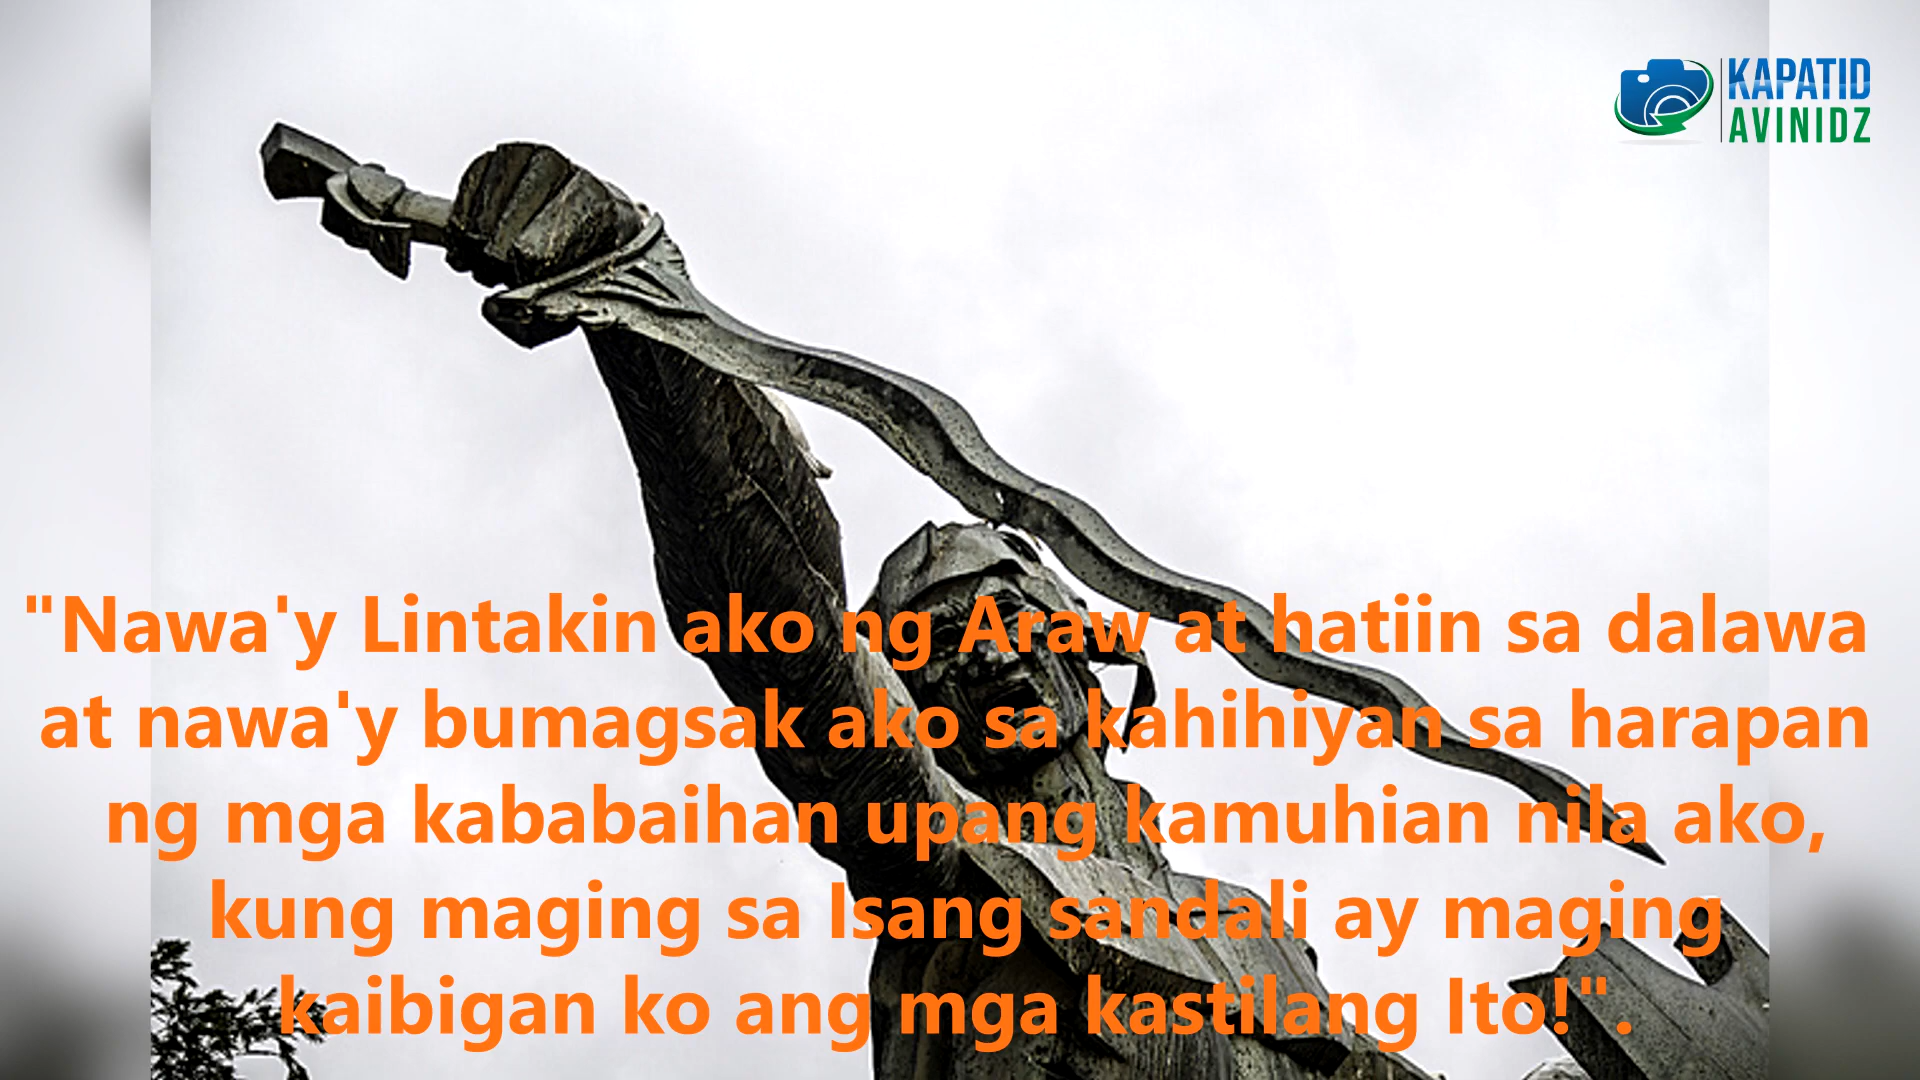 KAPATID
AVINIDZ
"Nawa'y Lintakin ako ng Araw at hatiin sa dalawa
at nawa'y bumagsak ako sa kahihiyan sa harapan
ng mga kababaihan upang kamuhian nila ako,
kung maging sa Isang sandali ay maging
kaibigan ko ang mga kastilang Ito!".